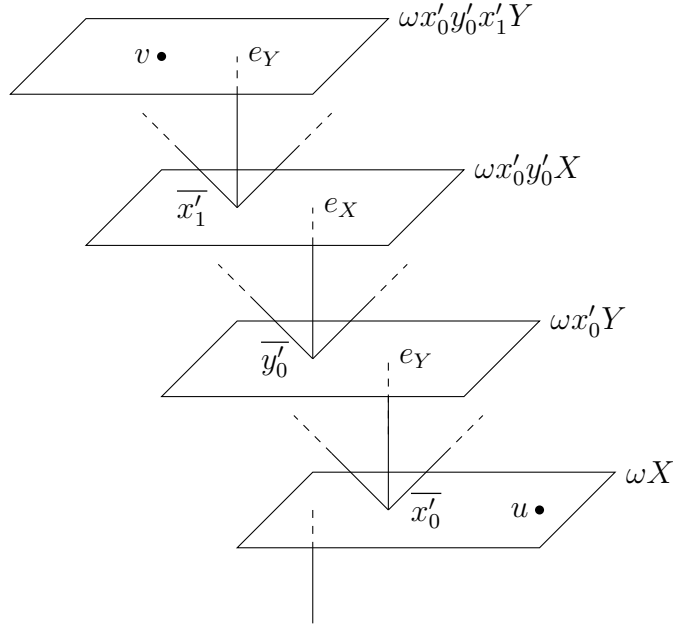 ωx′₀y′₀x′₁Y
v e_Y
ωx′₀y′₀X
x̅′₁ e_X
ωx′₀Y
y̅′₀ e_Y
ωX
x̅′₀ u